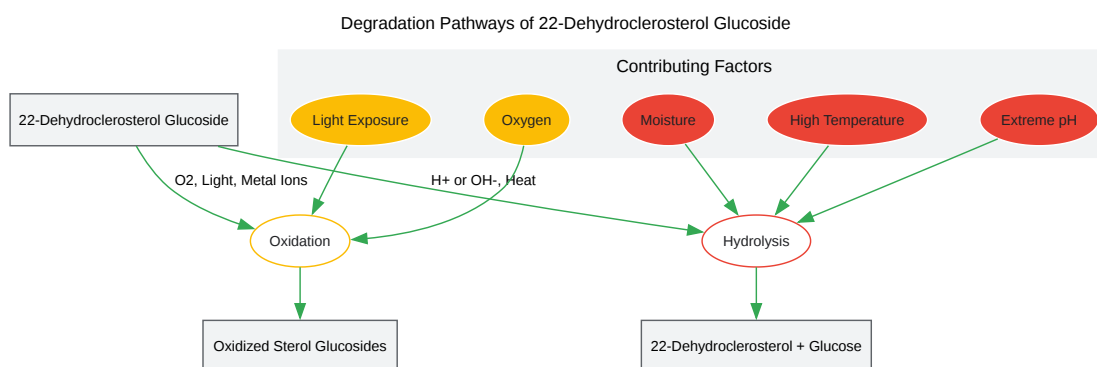 Degradation Pathways of 22-Dehydroclerosterol Glucoside
Contributing Factors
22-Dehydroclerosterol Glucoside
Light Exposure
Oxygen
Moisture
High Temperature
Extreme pH
O2, Light, Metal Ions
H+ or OH-, Heat
Oxidation
Hydrolysis
Oxidized Sterol Glucosides
22-Dehydroclerosterol + Glucose